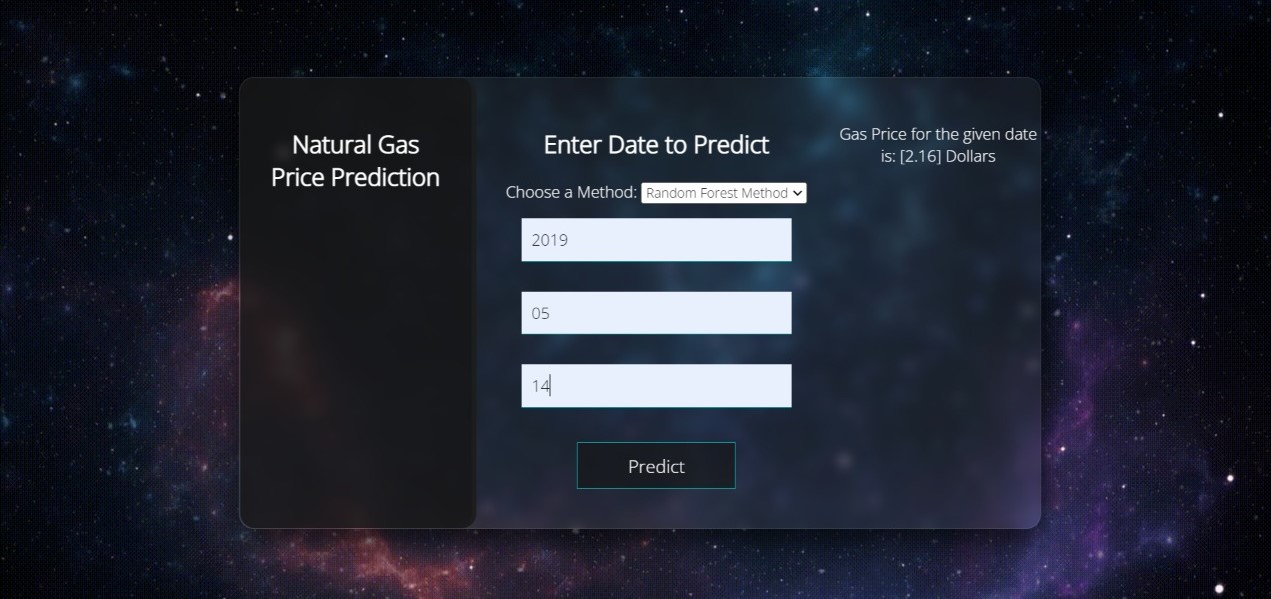 Natural Gas
Price Prediction
Enter Date to Predict
Choose a Method: Random Forest Method
2019
05
14
Predict
Gas Price for the given date
is: [2.16] Dollars